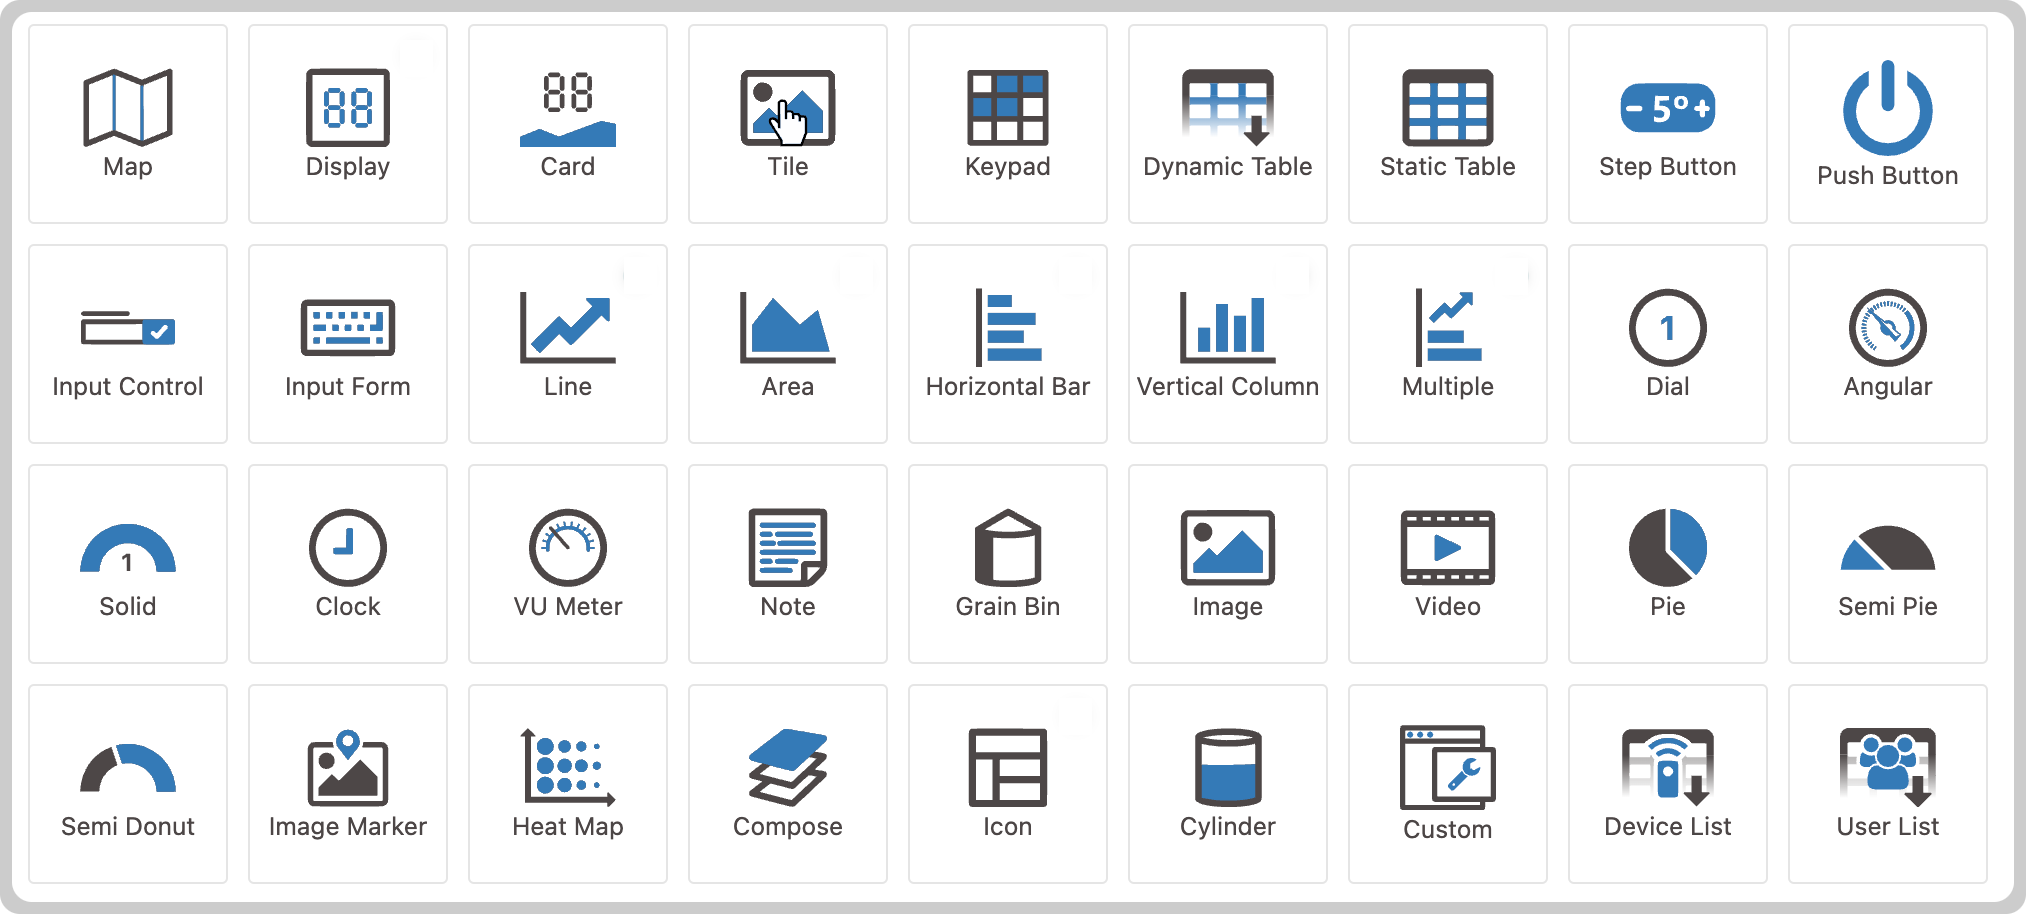 88
88
- 5º +
Map
Display
Card
Tile
Keypad
Dynamic Table
Static Table
Step Button
Push Button
1
Input Control
Input Form
Line
Area
Horizontal Bar
Vertical Column
Multiple
Dial
Angular
1
Solid
Clock
VU Meter
Note
Grain Bin
Image
Video
Pie
Semi Pie
Semi Donut
Image Marker
Heat Map
Compose
Icon
Cylinder
Custom
Device List
User List